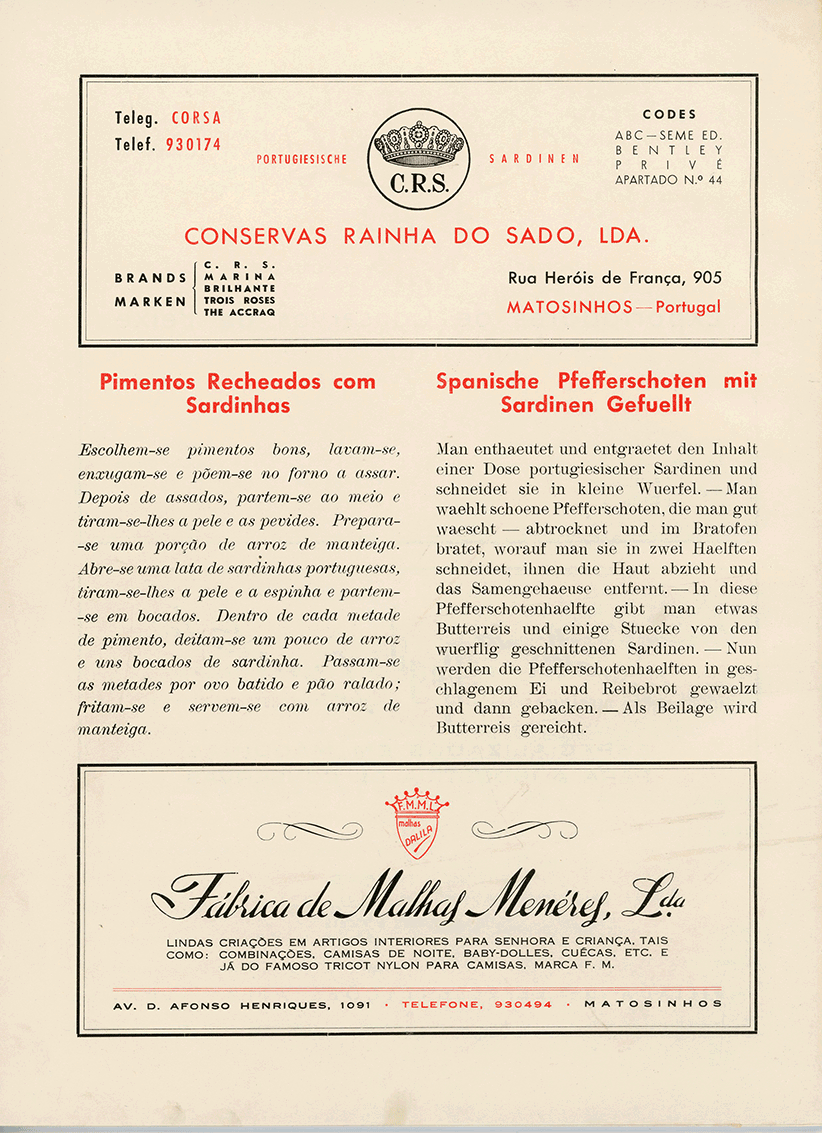 Teleg. CORSA
Telef. 930174
PORTUGIESISCHE
C.R.S.
SARDINEN
CODES
ABC—SEME ED.
BENTLEY
PRIVÉ
APARTADO N.º 44
CONSERVAS RAINHA DO SADO, LDA.
BRANDS
MARKEN
C. R. S.
MARINA
BRILHANTE
TROIS ROSES
THE ACCRAQ
Rua Heróis de França, 905
MATOSINHOS—Portugal
Pimentos Recheados com
Sardinhas
Escolhem-se pimentos bons, lavam-se,
enxugam-se e põem-se no forno a assar.
Depois de assados, partem-se ao meio e
tiram-se-lhes a pele e as pevides. Prepara-
-se uma porção de arroz de manteiga.
Abre-se uma lata de sardinhas portuguesas,
tiram-se-lhes a pele e a espinha e partem-
-se em bocados. Dentro de cada metade
de pimento, deitam-se um pouco de arroz
e uns bocados de sardinha. Passam-se
as metades por ovo batido e pão ralado;
fritam-se e servem-se com arroz de
manteiga.
Spanische Pfefferschoten mit
Sardinen Gefuellt
Man enthaeutet und entgraetet den Inhalt
einer Dose portugiesischer Sardinen und
schneidet sie in kleine Wuerfel. — Man
waehlt schoene Pfefferschoten, die man gut
waescht — abtrocknet und im Bratofen
bratet, worauf man sie in zwei Haelften
schneidet, ihnen die Haut abzieht und
das Samengehaeuse entfernt. — In diese
Pfefferschotenhaelfte gibt man etwas
Butterreis und einige Stuecke von den
wuerflig geschnittenen Sardinen. — Nun
werden die Pfefferschotenhaelften in ges-
chlagenem Ei und Reibebrot gewaelzt
und dann gebacken. — Als Beilage wird
Butterreis gereicht.
F.M.M.L
malhas
DALILA
Fábrica de Malhas Menéres, Lda
LINDAS CRIAÇÕES EM ARTIGOS INTERIORES PARA SENHORA E CRIANÇA, TAIS
COMO: COMBINAÇÕES, CAMISAS DE NOITE, BABY-DOLLES, CUÉCAS, ETC. E
JÁ DO FAMOSO TRICOT NYLON PARA CAMISAS, MARCA F. M.
AV. D. AFONSO HENRIQUES, 1091 · TELEFONE, 930494 · MATOSINHOS